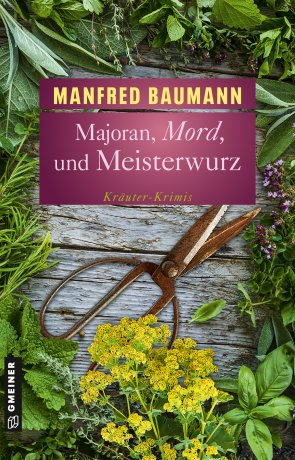 MANFRED BAUMANN
Majoran, Mord,
und Meisterwurz
Kräuter-Krimis
GMEINER